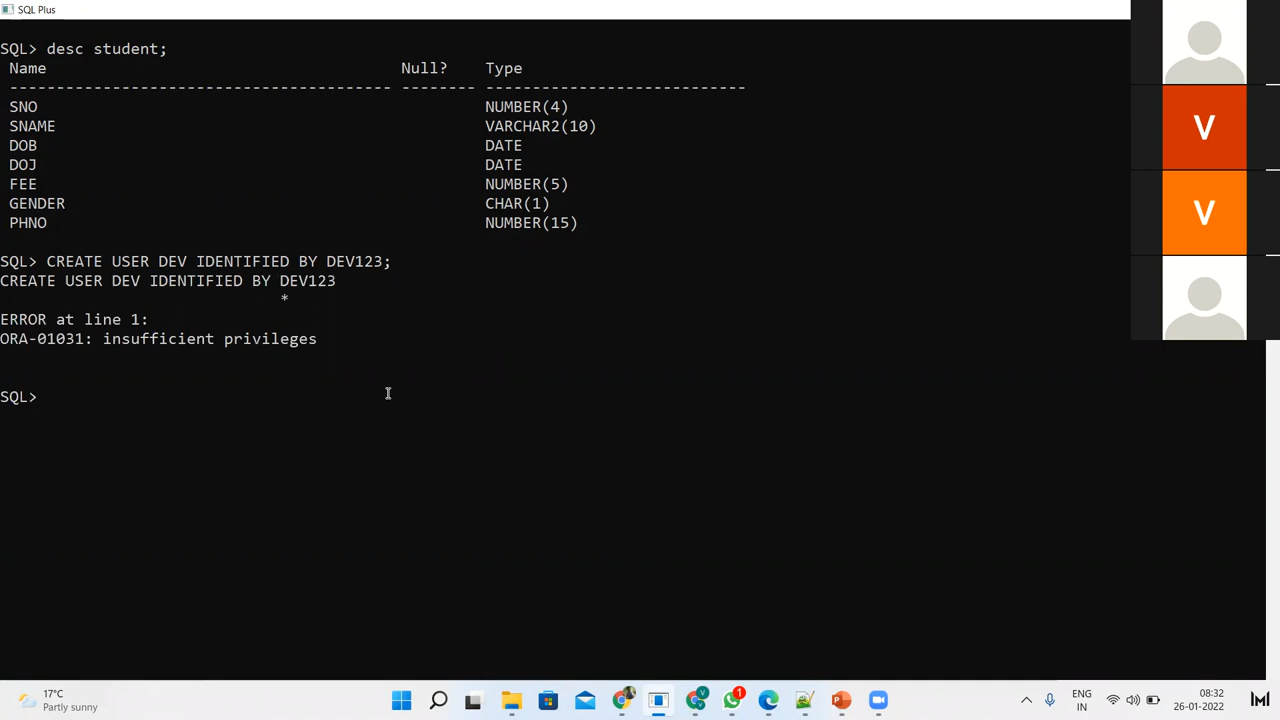 SQL Plus
SQL> desc student;
Name Null? Type
----------------------------------------- -------- ----------------------------
SNO NUMBER(4)
SNAME VARCHAR2(10)
DOB DATE
DOJ DATE
FEE NUMBER(5)
GENDER CHAR(1)
PHNO NUMBER(15)
SQL> CREATE USER DEV IDENTIFIED BY DEV123;
CREATE USER DEV IDENTIFIED BY DEV123
*
ERROR at line 1:
ORA-01031: insufficient privileges
SQL>
V
V
17°C
Partly sunny
1
ENG
IN
08:32
26-01-2022